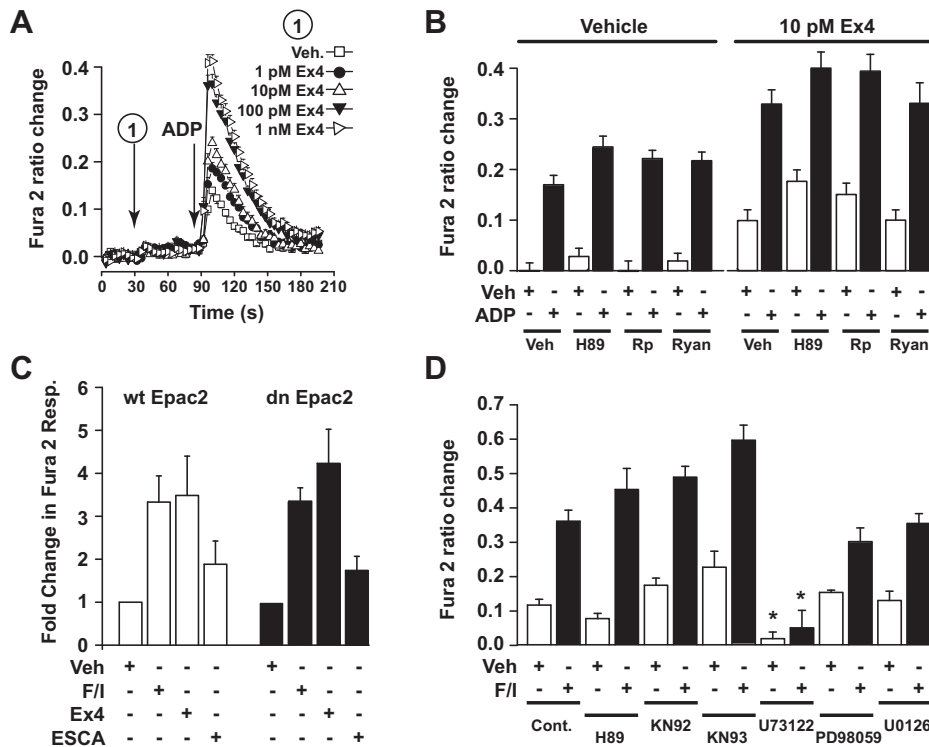 A
1
Veh.
1 pM Ex4
10pM Ex4
100 pM Ex4
1 nM Ex4
1
ADP
Fura 2 ratio change
0.4
0.3
0.2
0.1
0.0
0 30 60 90 120 150 180 210
Time (s)
B
Vehicle 10 pM Ex4
Fura 2 ratio change
0.4
0.3
0.2
0.1
0.0
Veh + - + - + - + - + - + - + - + -
ADP - + - + - + - + - + - + - + - +
Veh H89 Rp Ryan Veh H89 Rp Ryan
C
wt Epac2 dn Epac2
Fold Change in Fura 2 Resp.
6
5
4
3
2
1
0
Veh + - - - + - - -
F/I - + - - - + - -
Ex4 - - + - - - + -
ESCA - - - + - - - +
D
Fura 2 ratio change
0.7
0.6
0.5
0.4
0.3
0.2
0.1
0.0
* *
Veh + - + - + - + - + - + - + -
F/I - + - + - + - + - + - + - +
Cont. H89 KN92 KN93 U73122 PD98059 U0126